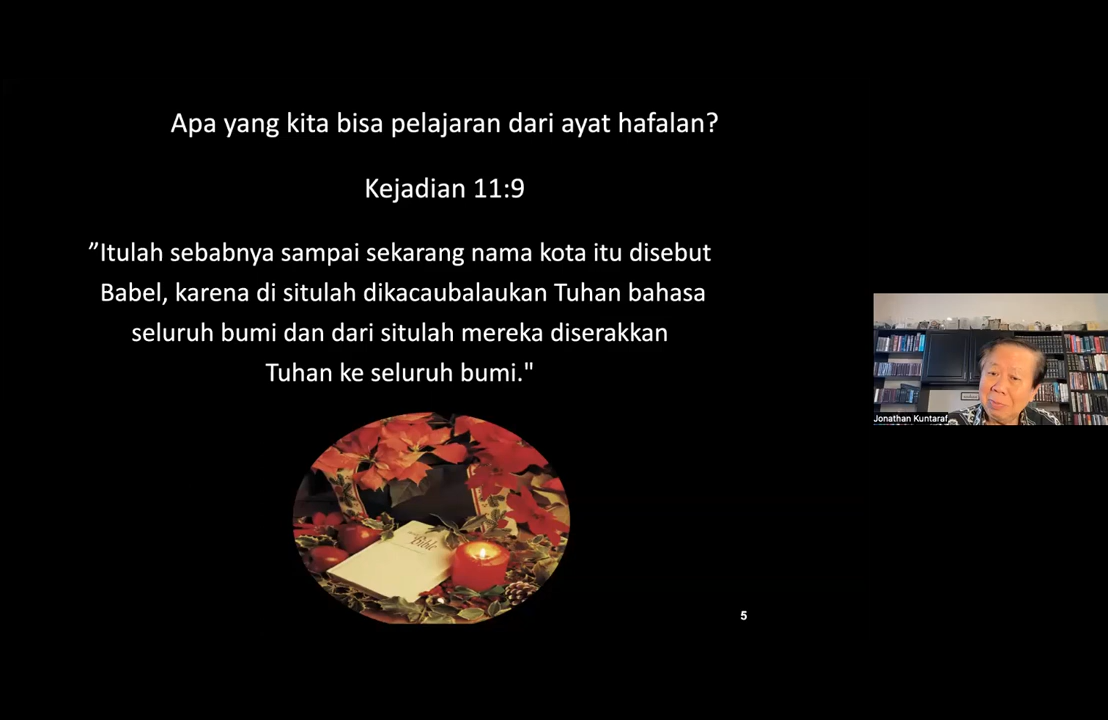 Apa yang kita bisa pelajaran dari ayat hafalan?
Kejadian 11:9
”Itulah sebabnya sampai sekarang nama kota itu disebut
Babel, karena di situlah dikacaubalaukan Tuhan bahasa
seluruh bumi dan dari situlah mereka diserakkan
Tuhan ke seluruh bumi."
Bible
Jonathan Kuntaraf
5